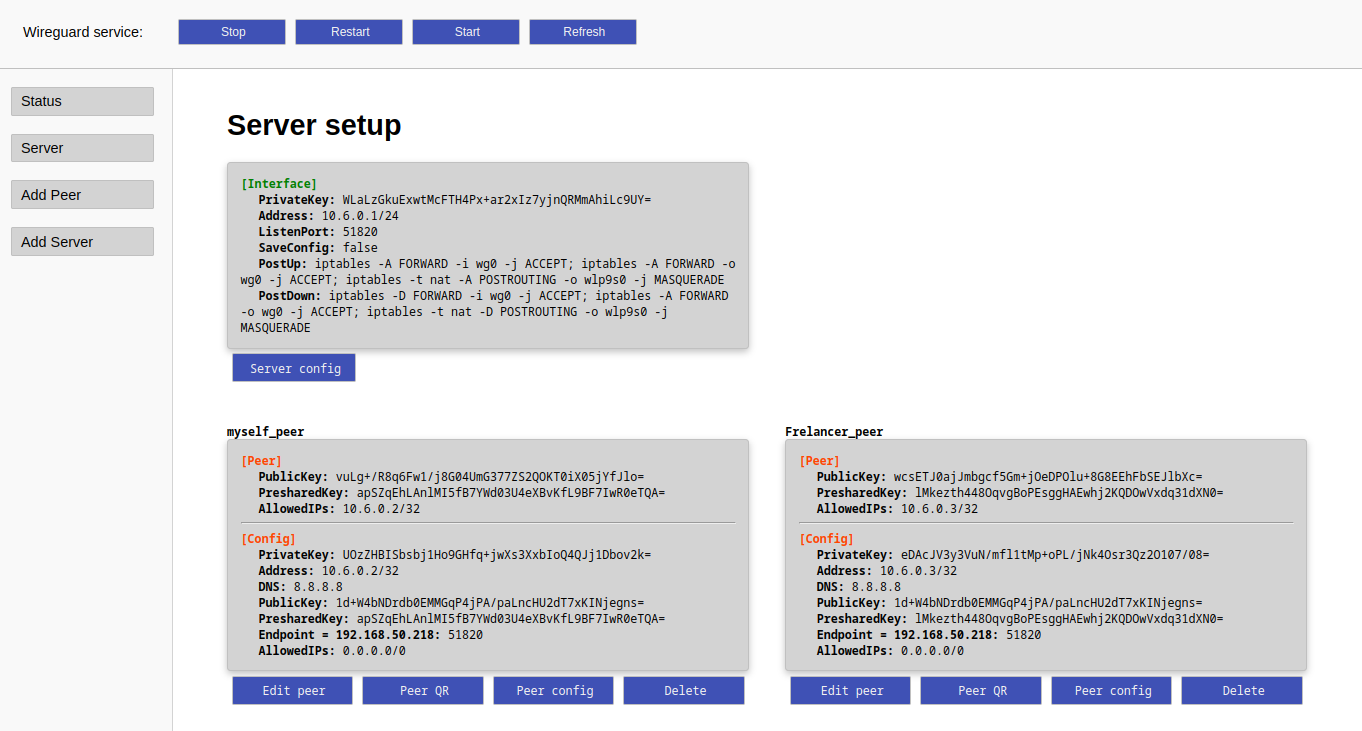 Wireguard service:
Stop
Restart
Start
Refresh
Status
Server
Add Peer
Add Server
Server setup
[Interface]
PrivateKey: WLaLzGkuExwtMcFTH4Px+ar2xIz7yjnQRMmAhiLc9UY=
Address: 10.6.0.1/24
ListenPort: 51820
SaveConfig: false
PostUp: iptables -A FORWARD -i wg0 -j ACCEPT; iptables -A FORWARD -o
wg0 -j ACCEPT; iptables -t nat -A POSTROUTING -o wlp9s0 -j MASQUERADE
PostDown: iptables -D FORWARD -i wg0 -j ACCEPT; iptables -A FORWARD
-o wg0 -j ACCEPT; iptables -t nat -D POSTROUTING -o wlp9s0 -j
MASQUERADE
Server config
myself_peer
[Peer]
PublicKey: vuLg+/R8q6Fw1/j8G04UmG377ZS2QOKT0iX05jYfJlo=
PresharedKey: apSZqEhLAnlMI5fB7YWd03U4eXBvKfL9BF7IwR0eTQA=
AllowedIPs: 10.6.0.2/32
[Config]
PrivateKey: UOzZHBISbsbj1Ho9GHfq+jwXs3XxbIoQ4QJj1Dbov2k=
Address: 10.6.0.2/32
DNS: 8.8.8.8
PublicKey: 1d+W4bNDrdb0EMMGqP4jPA/paLncHU2dT7xKINjegns=
PresharedKey: apSZqEhLAnlMI5fB7YWd03U4eXBvKfL9BF7IwR0eTQA=
Endpoint = 192.168.50.218: 51820
AllowedIPs: 0.0.0.0/0
Edit peer
Peer QR
Peer config
Delete
Frelancer_peer
[Peer]
PublicKey: wcsETJ0ajJmbgcf5Gm+jOeDPOlu+8G8EEhFbSEJlbXc=
PresharedKey: lMkezth448OqvgBoPEsggHAEwhj2KQDOwVxdq31dXN0=
AllowedIPs: 10.6.0.3/32
[Config]
PrivateKey: eDAcJV3y3VuN/mfl1tMp+oPL/jNk4Osr3Qz2O107/08=
Address: 10.6.0.3/32
DNS: 8.8.8.8
PublicKey: 1d+W4bNDrdb0EMMGqP4jPA/paLncHU2dT7xKINjegns=
PresharedKey: lMkezth448OqvgBoPEsggHAEwhj2KQDOwVxdq31dXN0=
Endpoint = 192.168.50.218: 51820
AllowedIPs: 0.0.0.0/0
Edit peer
Peer QR
Peer config
Delete